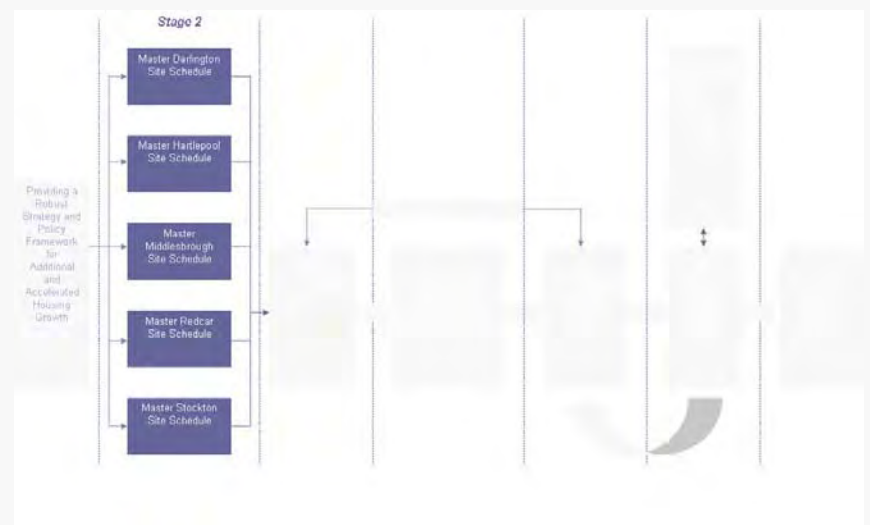 Stage 2
Master Darlington
Site Schedule
Master Hartlepool
Site Schedule
Providing a
Robust
Strategy and
Policy
Framework
for
Additional
and
Accelerated
Housing
Growth
Master
Middlesbrough
Site Schedule
Master Redcar
Site Schedule
Master Stockton
Site Schedule